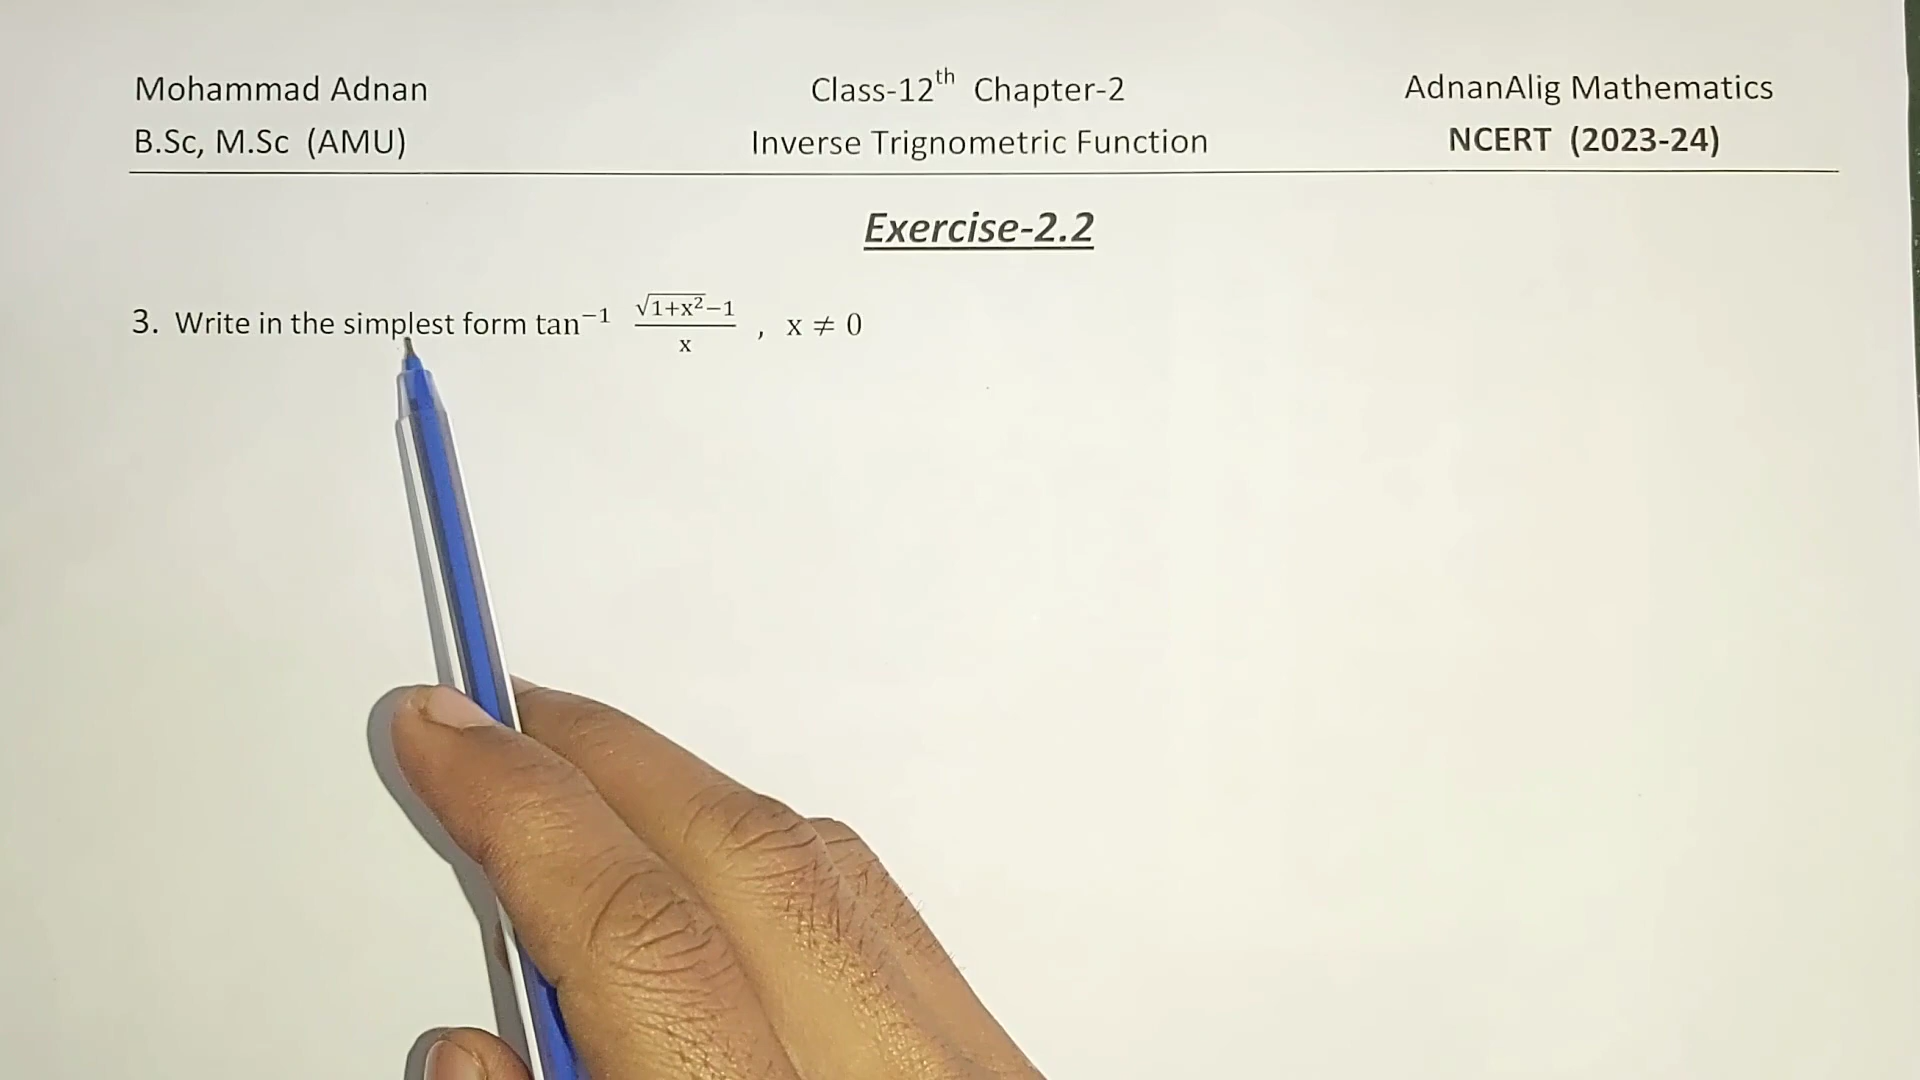 Mohammad Adnan
B.Sc, M.Sc (AMU)
Class-12th Chapter-2
Inverse Trignometric Function
AdnanAlig Mathematics
NCERT (2023-24)
Exercise-2.2
3. Write in the simplest form tan⁻¹ (√(1+x²)−1)/x , x ≠ 0